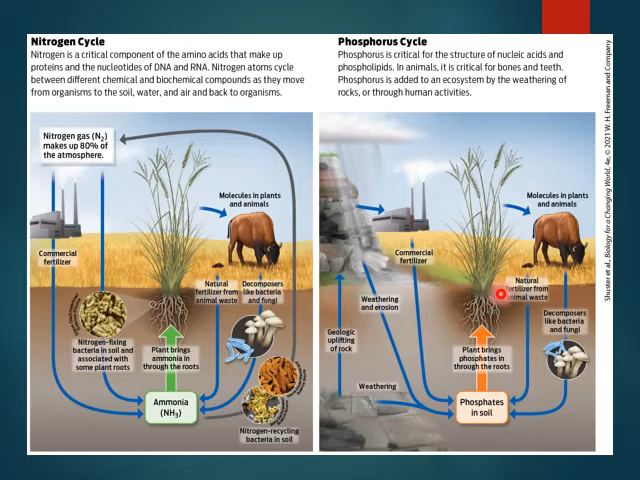 Nitrogen Cycle
Nitrogen is a critical component of the amino acids that make up
proteins and the nucleotides of DNA and RNA. Nitrogen atoms cycle
between different chemical and biochemical compounds as they move
from organisms to the soil, water, and air and back to organisms.
Nitrogen gas (N₂)
makes up 80% of
the atmosphere.
Molecules in plants
and animals
Commercial
fertilizer
Natural
fertilizer from
animal waste
Decomposers
like bacteria
and fungi
Nitrogen-fixing
bacteria in soil and
associated with
some plant roots
Plant brings
ammonia in
through the roots
Ammonia
(NH₃)
Nitrogen-recycling
bacteria in soil
Phosphorus Cycle
Phosphorus is critical for the structure of nucleic acids and
phospholipids. In animals, it is critical for bones and teeth.
Phosphorus is added to an ecosystem by the weathering of
rocks, or through human activities.
Molecules in plants
and animals
Commercial
fertilizer
Weathering
and erosion
Natural
fertilizer from
animal waste
Decomposers
like bacteria
and fungi
Geologic
uplifting
of rock
Plant brings
phosphates in
through the roots
Weathering
Phosphates
in soil
Shuster et al., Biology for a Changing World, 4e, © 2021 W. H. Freeman and Company